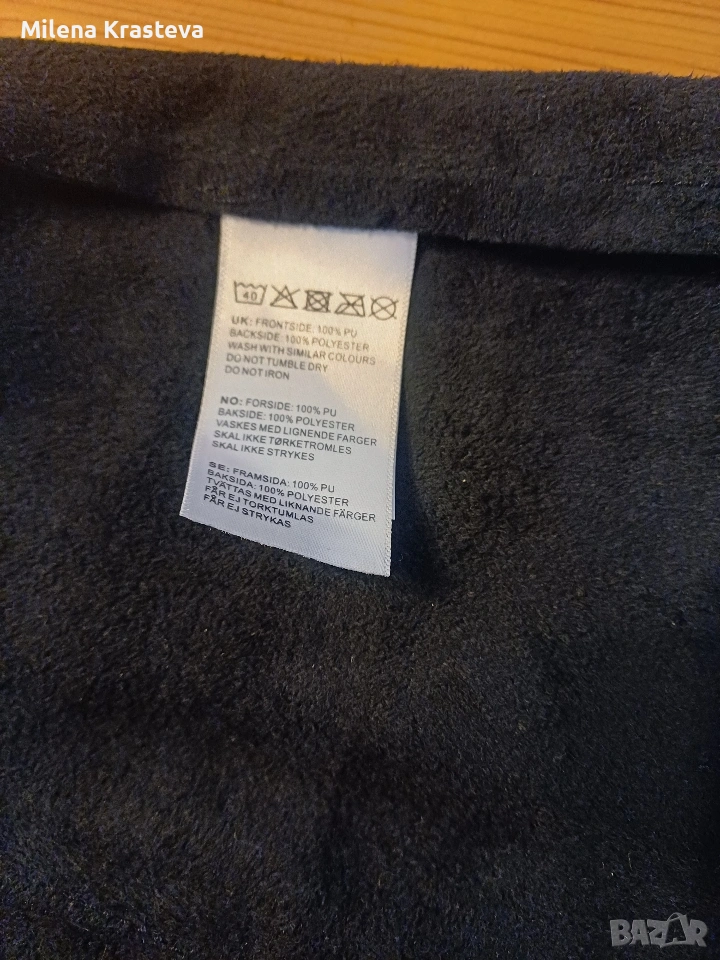 Milena Krasteva
40
UK: FRONTSIDE: 100% PU
BACKSIDE: 100% POLYESTER
WASH WITH SIMILAR COLOURS
DO NOT TUMBLE DRY
DO NOT IRON
NO: FORSIDE: 100% PU
BAKSIDE: 100% POLYESTER
VASKES MED LIGNENDE FARGER
SKAL IKKE TØRKETROMLES
SKAL IKKE STRYKES
SE: FRAMSIDA: 100% PU
BAKSIDA: 100% POLYESTER
TVÄTTAS MED LIKNANDE FÄRGER
FÅR EJ TORKTUMLAS
FÅR EJ STRYKAS
BAZAR